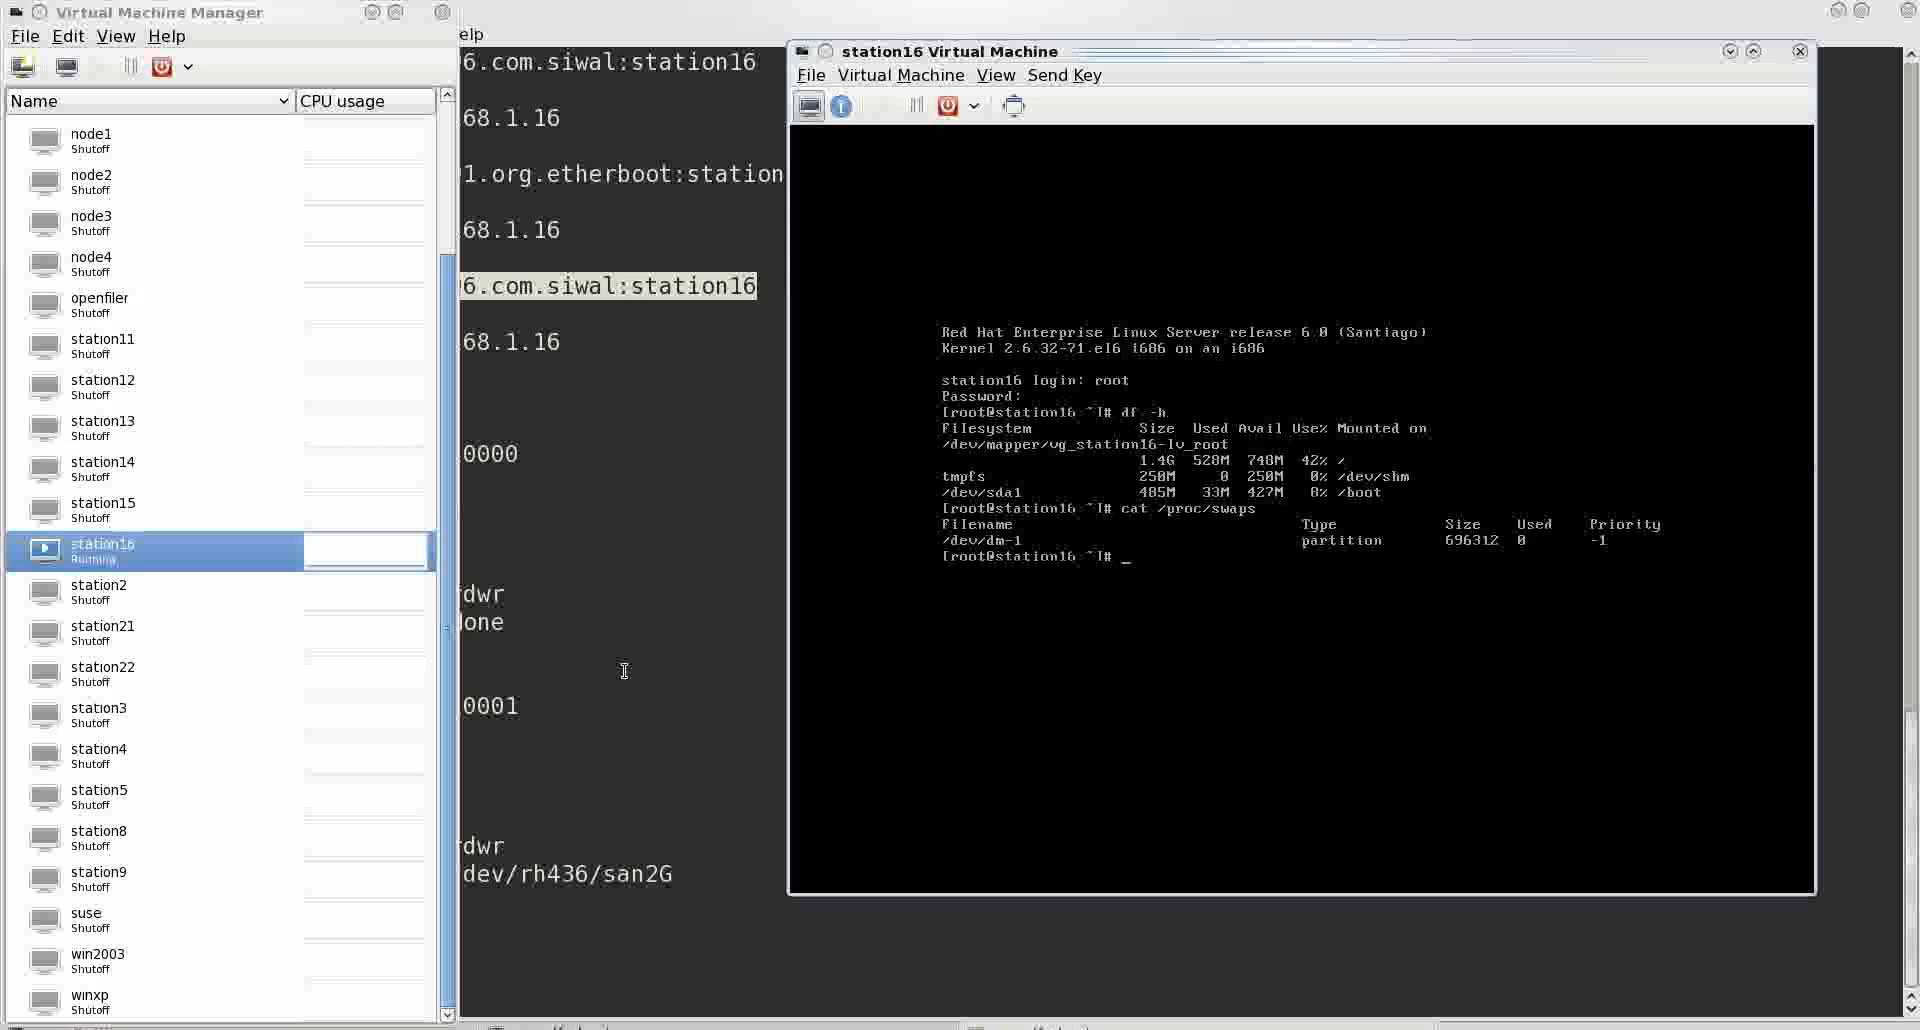 Virtual Machine Manager
File Edit View Help
Name CPU usage
node1
Shutoff
node2
Shutoff
node3
Shutoff
node4
Shutoff
openfiler
Shutoff
station11
Shutoff
station12
Shutoff
station13
Shutoff
station14
Shutoff
station15
Shutoff
station16
Running
station2
Shutoff
station21
Shutoff
station22
Shutoff
station3
Shutoff
station4
Shutoff
station5
Shutoff
station8
Shutoff
station9
Shutoff
suse
Shutoff
win2003
Shutoff
winxp
Shutoff
elp
6.com.siwal:station16
68.1.16
1.org.etherboot:station
68.1.16
6.com.siwal:station16
68.1.16
0000
dwr
one
0001
dwr
dev/rh436/san2G
station16 Virtual Machine
File Virtual Machine View Send Key
Red Hat Enterprise Linux Server release 6.0 (Santiago)
Kernel 2.6.32-71.el6.i686 on an i686
station16 login: root
Password:
[root@station16 ~]# df -h
Filesystem Size Used Avail Use% Mounted on
/dev/mapper/vg_station16-lv_root
1.4G 528M 748M 42% /
tmpfs 250M 0 250M 0% /dev/shm
/dev/sda1 485M 33M 427M 8% /boot
[root@station16 ~]# cat /proc/swaps
Filename Type Size Used Priority
/dev/dm-1 partition 696312 0 -1
[root@station16 ~]# _